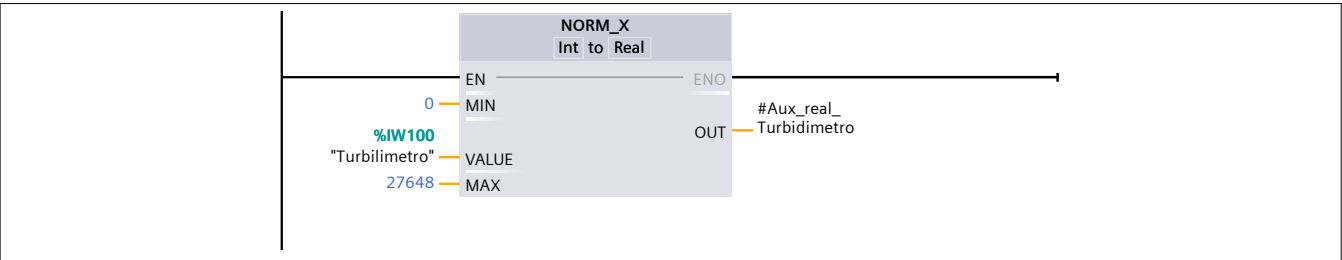 NORM_X
Int to Real
EN ENO
0 MIN
#Aux_real_
Turbidimetro
OUT
%IW100
"Turbilimetro" VALUE
27648 MAX